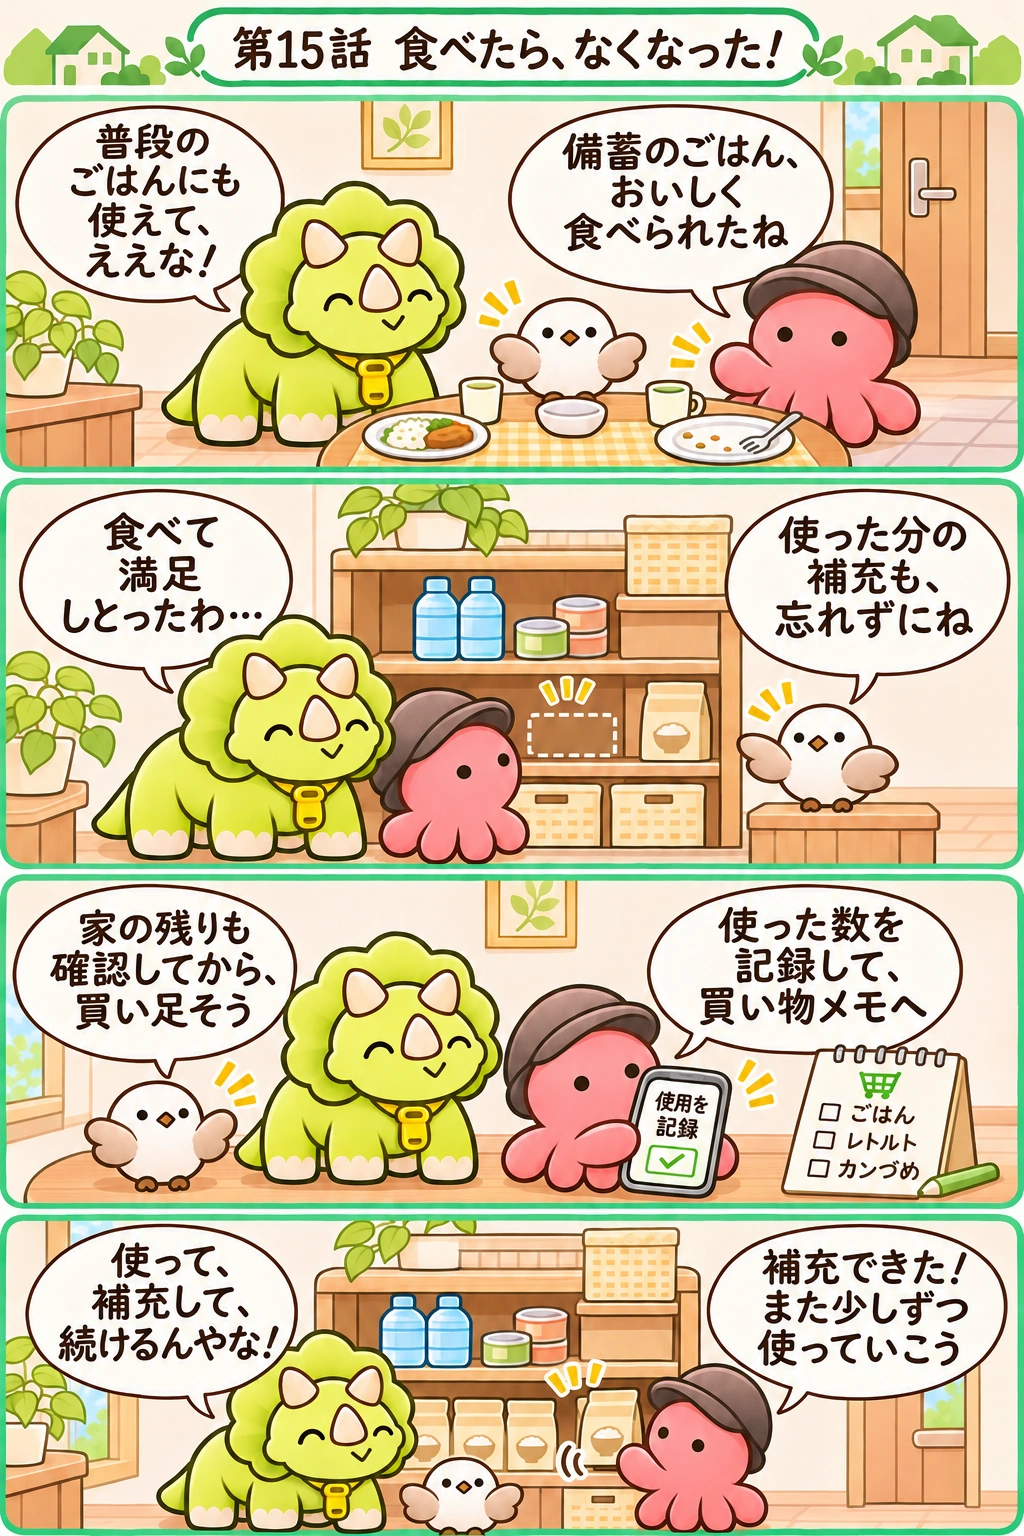 第15話 食べたら、なくなった!
普段の
ごはんにも
使えて、
ええな!
備蓄のごはん、
おいしく
食べられたね
食べて
満足
しとったわ…
使った分の
補充も、
忘れずにね
家の残りも
確認してから、
買い足そう
使った数を
記録して、
買い物メモへ
使用を
記録
ごはん
レトルト
カンづめ
使って、
補充して、
続けるんやな!
補充できた!
また少しずつ
使っていこう